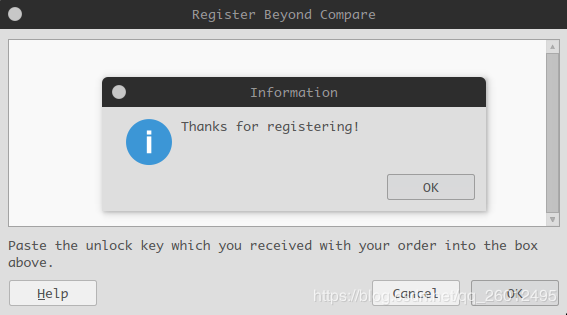 Register Beyond Compare
Information
Thanks for registering!
OK
Paste the unlock key which you received with your order into the box
above.
Help
Cancel
OK
https://blog.csdn.net/qq_26012495